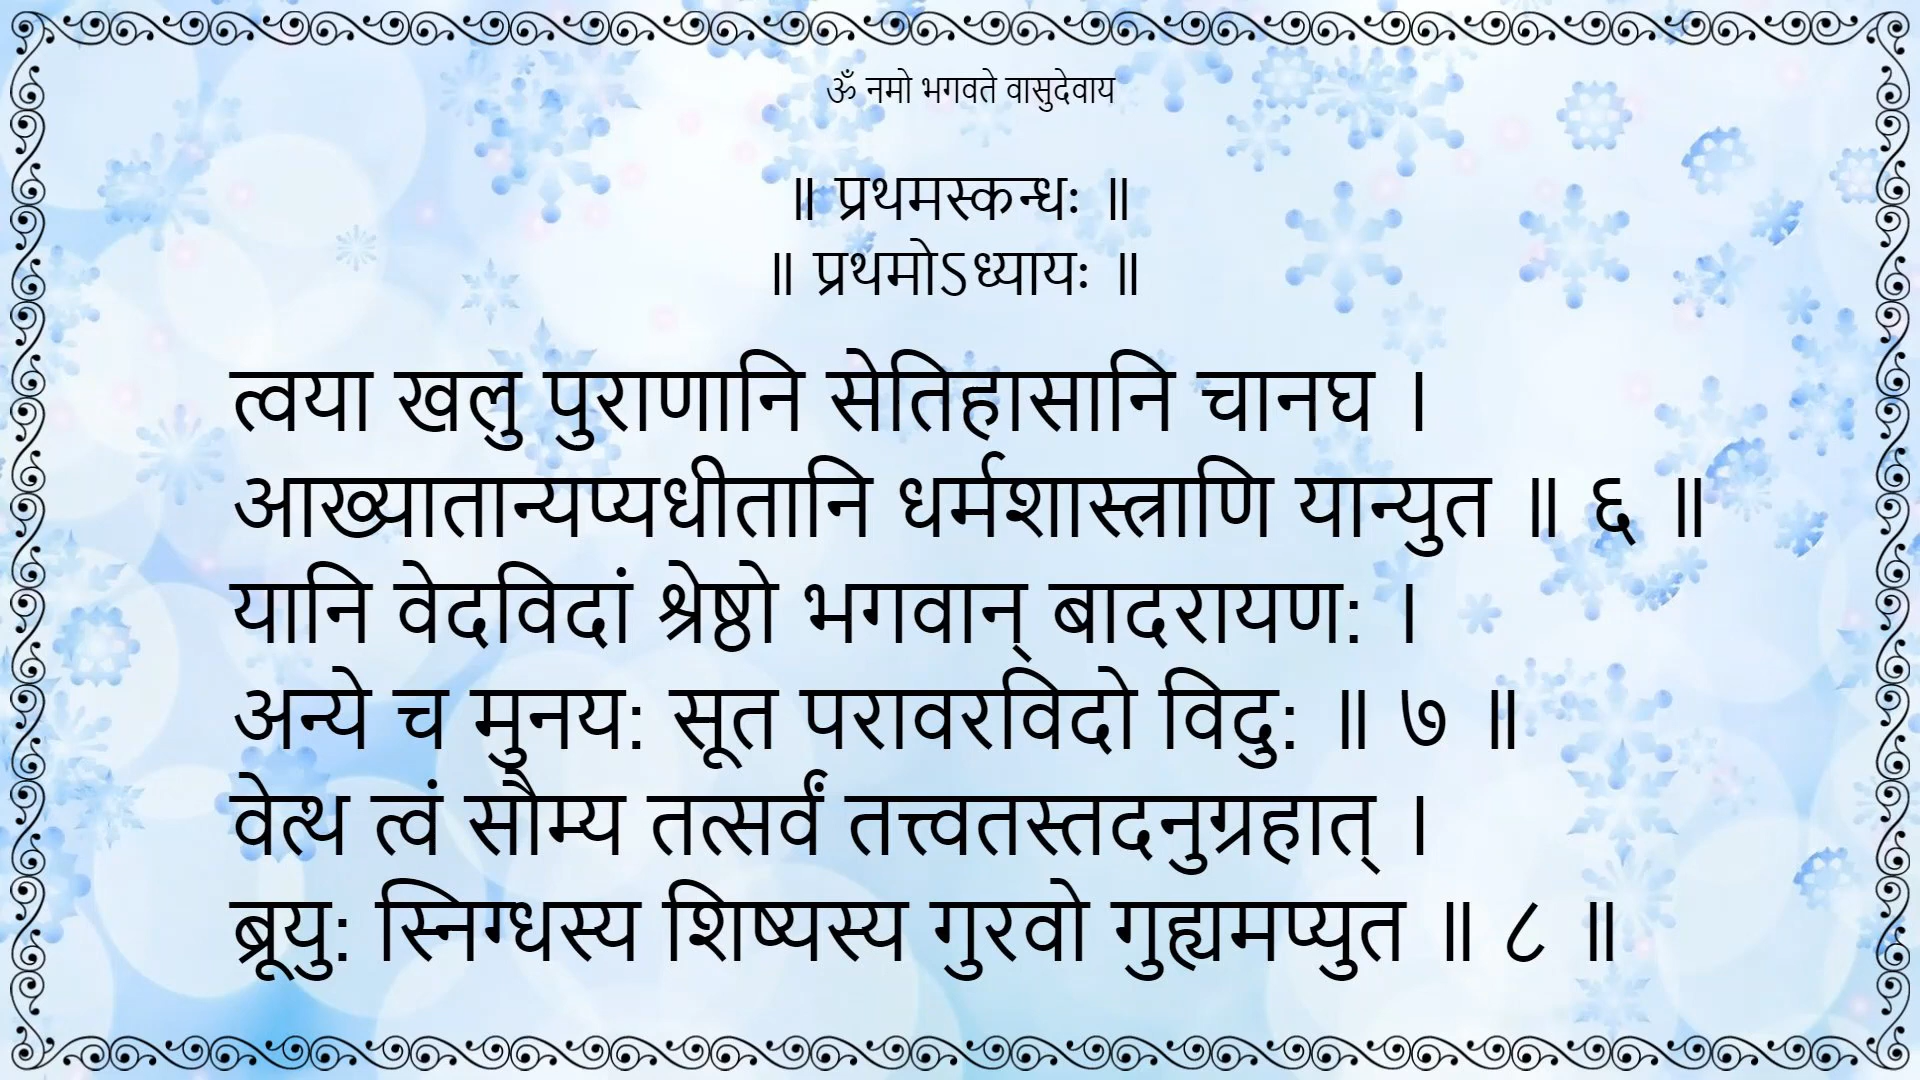 ॐ नमो भगवते वासुदेवाय
॥ प्रथमस्कन्धः ॥
॥ प्रथमोऽध्यायः ॥
त्वया खलु पुराणानि सेतिहासानि चानघ ।
आख्यातान्यप्यधीतानि धर्मशास्त्राणि यान्युत ॥ ६ ॥
यानि वेदविदां श्रेष्ठो भगवान् बादरायण: ।
अन्ये च मुनय: सूत परावरविदो विदु: ॥ ७ ॥
वेत्थ त्वं सौम्य तत्सर्वं तत्त्वतस्तदनुग्रहात् ।
ब्रूयु: स्निग्धस्य शिष्यस्य गुरवो गुह्यमप्युत ॥ ८ ॥